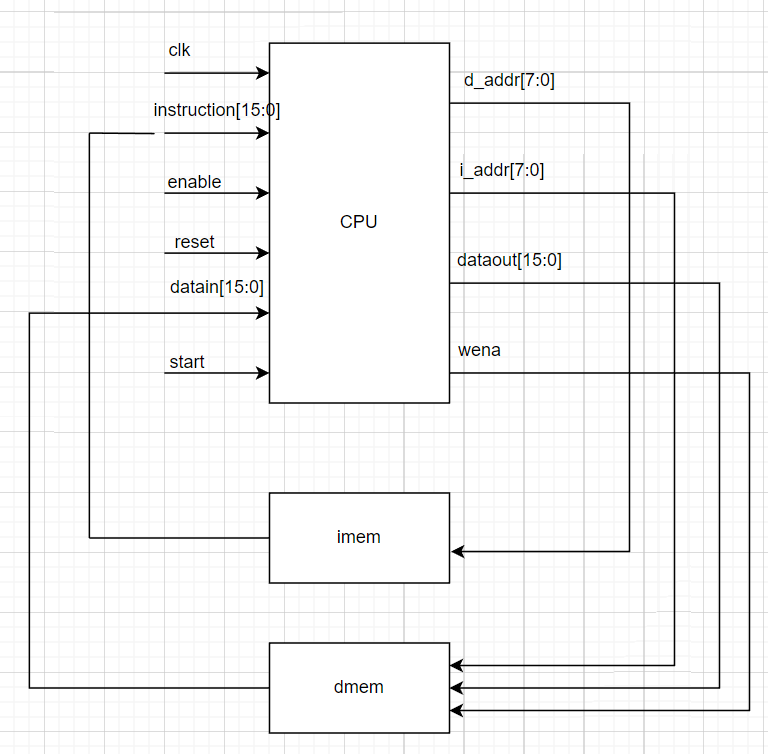 clk
d_addr[7:0]
instruction[15:0]
i_addr[7:0]
enable
CPU
reset
dataout[15:0]
datain[15:0]
wena
start
imem
dmem